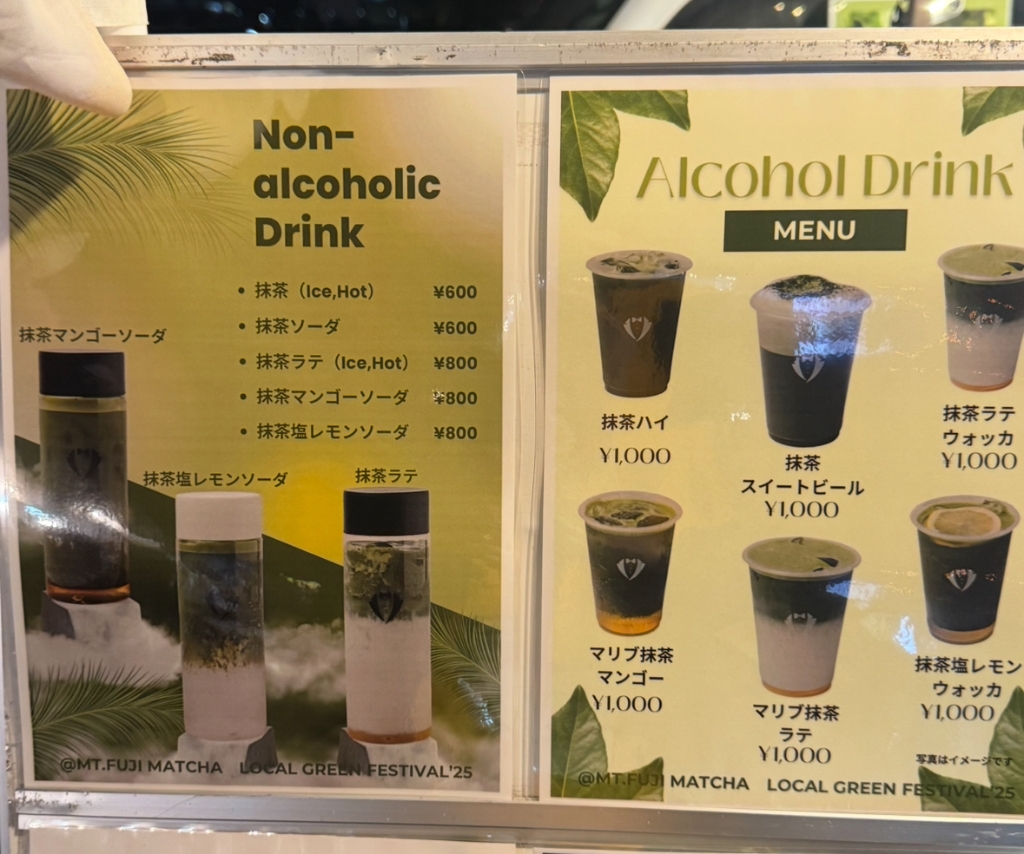 Non-
alcoholic
Drink
• 抹茶（Ice,Hot） ¥600
• 抹茶ソーダ ¥600
• 抹茶ラテ（Ice,Hot） ¥800
• 抹茶マンゴーソーダ ¥800
• 抹茶塩レモンソーダ ¥800
抹茶マンゴーソーダ
抹茶塩レモンソーダ
抹茶ラテ
@MT.FUJI MATCHA LOCAL GREEN FESTIVAL'25
Alcohol Drink
MENU
抹茶ハイ
¥1,000
抹茶
スイートビール
¥1,000
抹茶ラテ
ウォッカ
¥1,000
マリブ抹茶
マンゴー
¥1,000
マリブ抹茶
ラテ
¥1,000
抹茶塩レモン
ウォッカ
¥1,000
写真はイメージです
@MT.FUJI MATCHA LOCAL GREEN FESTIVAL'25